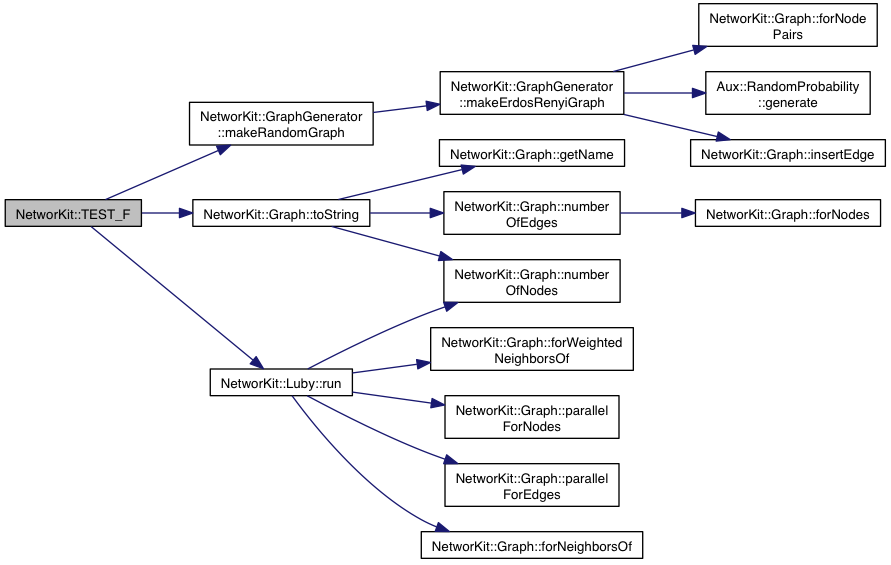 NetworKit::Graph::forNode
Pairs
NetworKit::GraphGenerator
::makeErdosRenyiGraph
Aux::RandomProbability
::generate
NetworKit::GraphGenerator
::makeRandomGraph
NetworKit::Graph::getName
NetworKit::Graph::insertEdge
NetworKit::TEST_F
NetworKit::Graph::toString
NetworKit::Graph::number
OfEdges
NetworKit::Graph::forNodes
NetworKit::Graph::number
OfNodes
NetworKit::Graph::forWeighted
NeighborsOf
NetworKit::Luby::run
NetworKit::Graph::parallel
ForNodes
NetworKit::Graph::parallel
ForEdges
NetworKit::Graph::forNeighborsOf